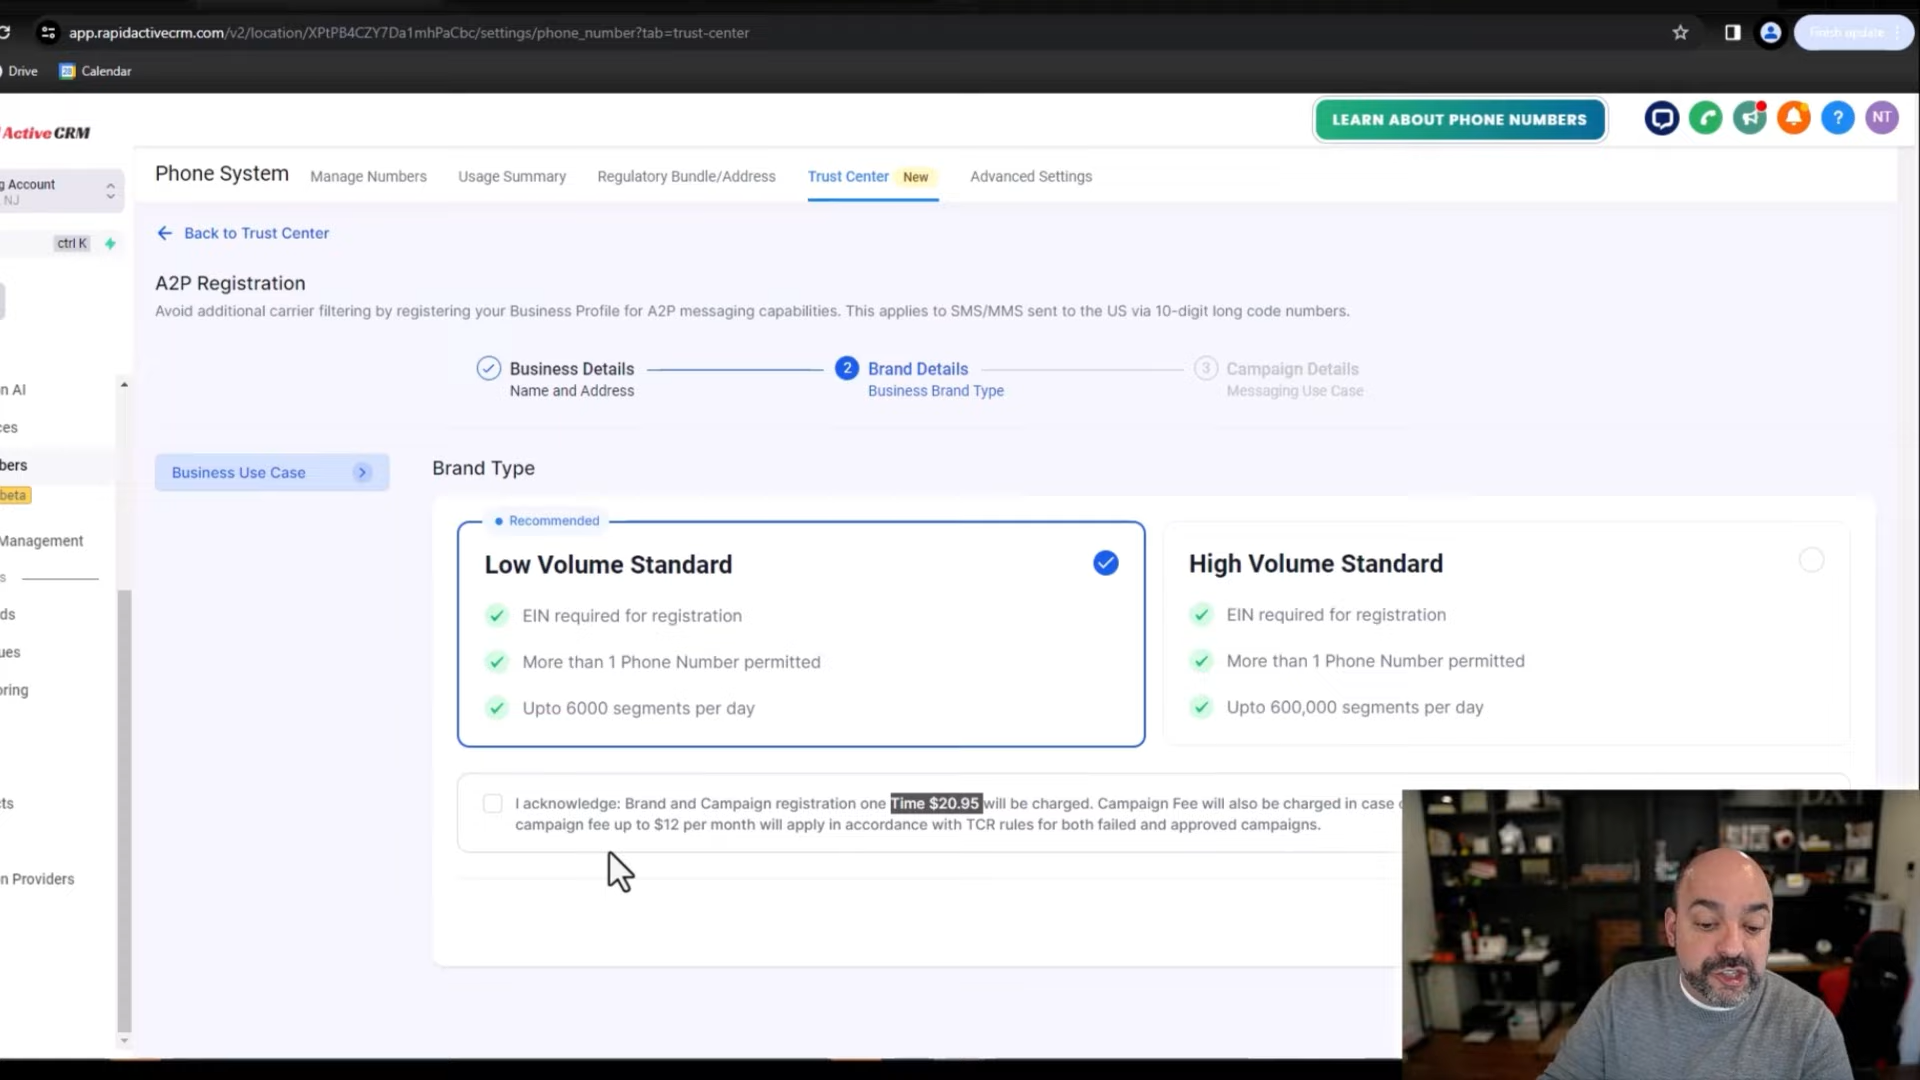 app.rapidactivecrm.com/v2/location/XPtPB4CZY7Da1mhPaCbc/settings/phone_number?tab=trust-center
Finish update
Drive
Calendar
Active CRM
LEARN ABOUT PHONE NUMBERS
?
NT
g Account
NJ
Phone System
Manage Numbers
Usage Summary
Regulatory Bundle/Address
Trust Center
New
Advanced Settings
Back to Trust Center
ctrl K
A2P Registration
Avoid additional carrier filtering by registering your Business Profile for A2P messaging capabilities. This applies to SMS/MMS sent to the US via 10-digit long code numbers.
Business Details
Name and Address
2
Brand Details
Business Brand Type
3
Campaign Details
Messaging Use Case
n AI
ces
bers
beta
Management
s
ds
ues
oring
cts
n Providers
Business Use Case
Brand Type
Recommended
Low Volume Standard
EIN required for registration
More than 1 Phone Number permitted
Upto 6000 segments per day
High Volume Standard
EIN required for registration
More than 1 Phone Number permitted
Upto 600,000 segments per day
I acknowledge: Brand and Campaign registration one Time $20.95 will be charged. Campaign Fee will also be charged in case
campaign fee up to $12 per month will apply in accordance with TCR rules for both failed and approved campaigns.